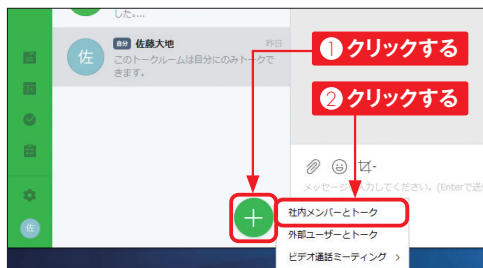 した。...
自分 佐藤大地
昨日
佐
このトークルームは自分にのみトークで
きます。
① クリックする
② クリックする
メッセージを入力してください。(Enterで送
社内メンバーとトーク
外部ユーザーとトーク
ビデオ通話ミーティング >
佐